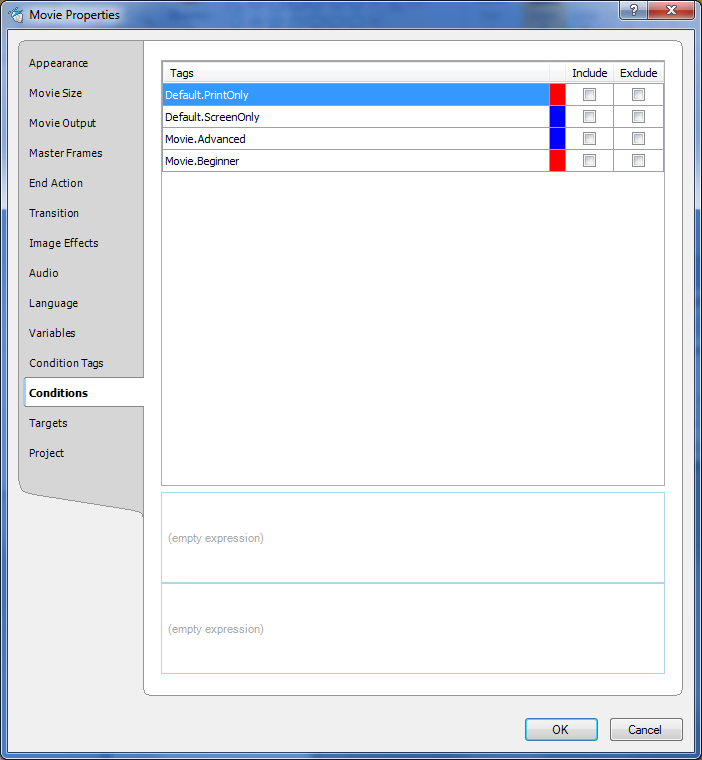 Movie Properties
?
Appearance
Movie Size
Movie Output
Master Frames
End Action
Transition
Image Effects
Audio
Language
Variables
Condition Tags
Conditions
Targets
Project
Tags Include Exclude
Default.PrintOnly
Default.ScreenOnly
Movie.Advanced
Movie.Beginner
(empty expression)
(empty expression)
OK Cancel